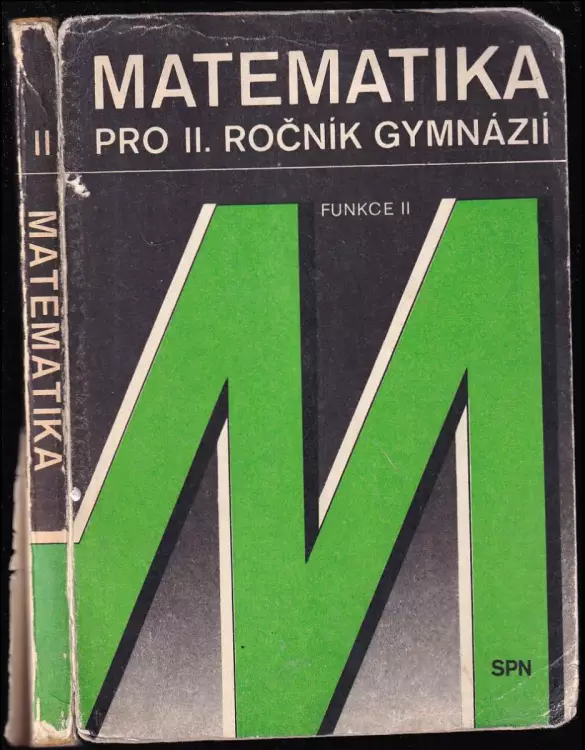 MATEMATIKA
PRO II. ROČNÍK GYMNÁZIÍ
FUNKCE II
SPN
II
MATEMATIKA